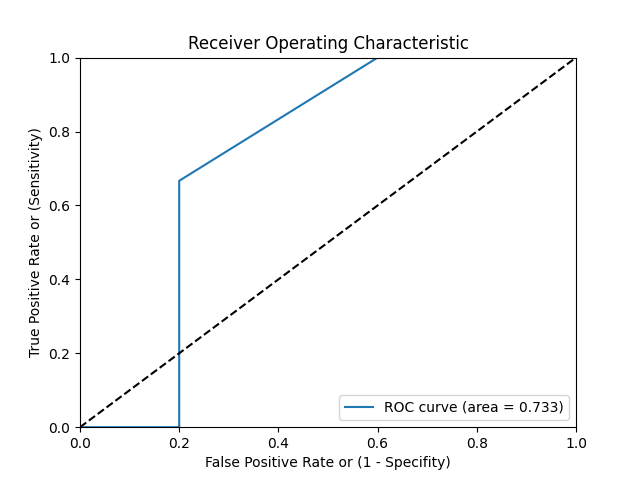 Receiver Operating Characteristic
True Positive Rate or (Sensitivity)
1.0
0.8
0.6
0.4
0.2
0.0
ROC curve (area = 0.733)
0.0 0.2 0.4 0.6 0.8 1.0
False Positive Rate or (1 - Specifity)